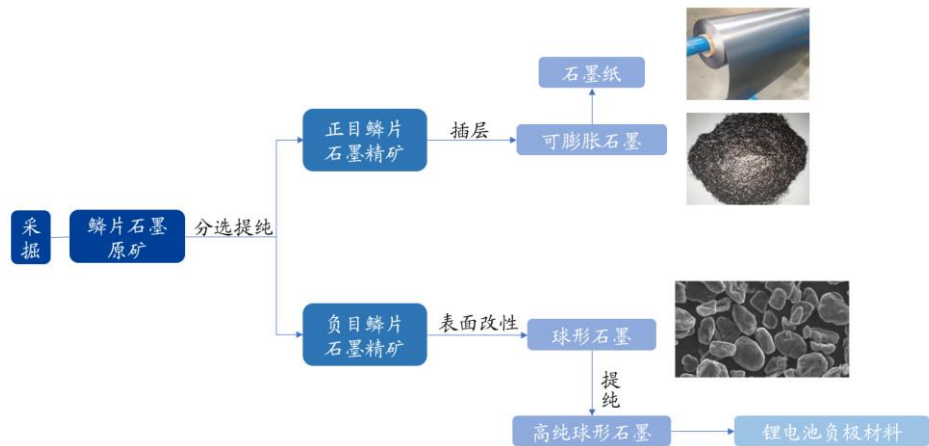 石墨纸
正目鳞片
石墨精矿
插层
可膨胀石墨
采
掘
鳞片石墨
原矿
分选提纯
负目鳞片
石墨精矿
表面改性
球形石墨
提
纯
高纯球形石墨
锂电池负极材料